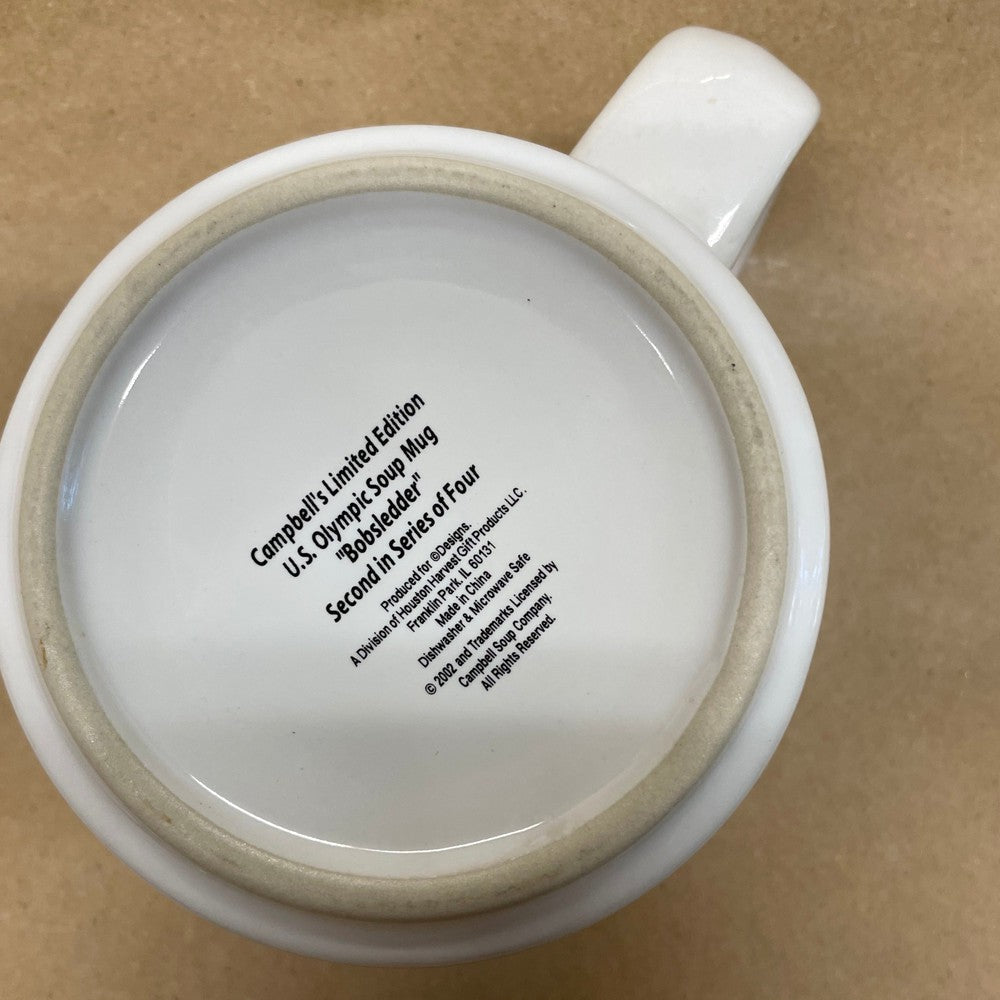 Campbell's Limited Edition
U.S. Olympic Soup Mug
"Bobsledder"
Second in Series of Four
Produced for ©Designs.
A Division of Houston Harvest Gift Products LLC.
Franklin Park, IL 60131
Made in China
Dishwasher & Microwave Safe
© 2002 and Trademarks Licensed by
Campbell Soup Company.
All Rights Reserved.